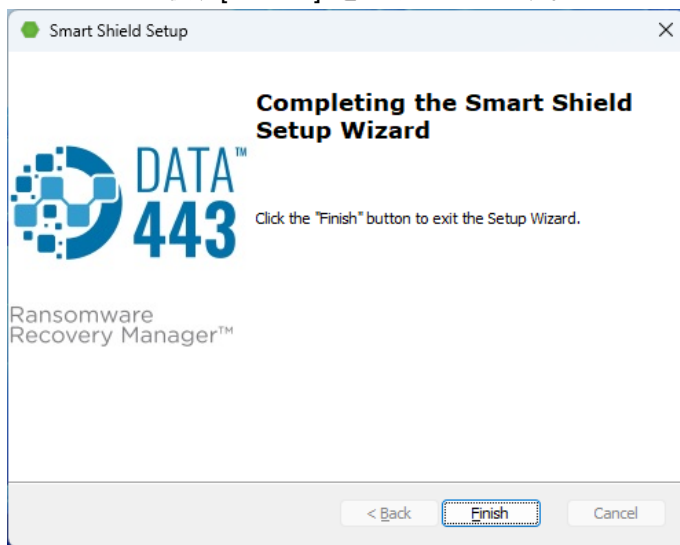 Smart Shield Setup
Completing the Smart Shield
Setup Wizard
DATA™
443
Click the "Finish" button to exit the Setup Wizard.
Ransomware
Recovery Manager™
< Back
Finish
Cancel